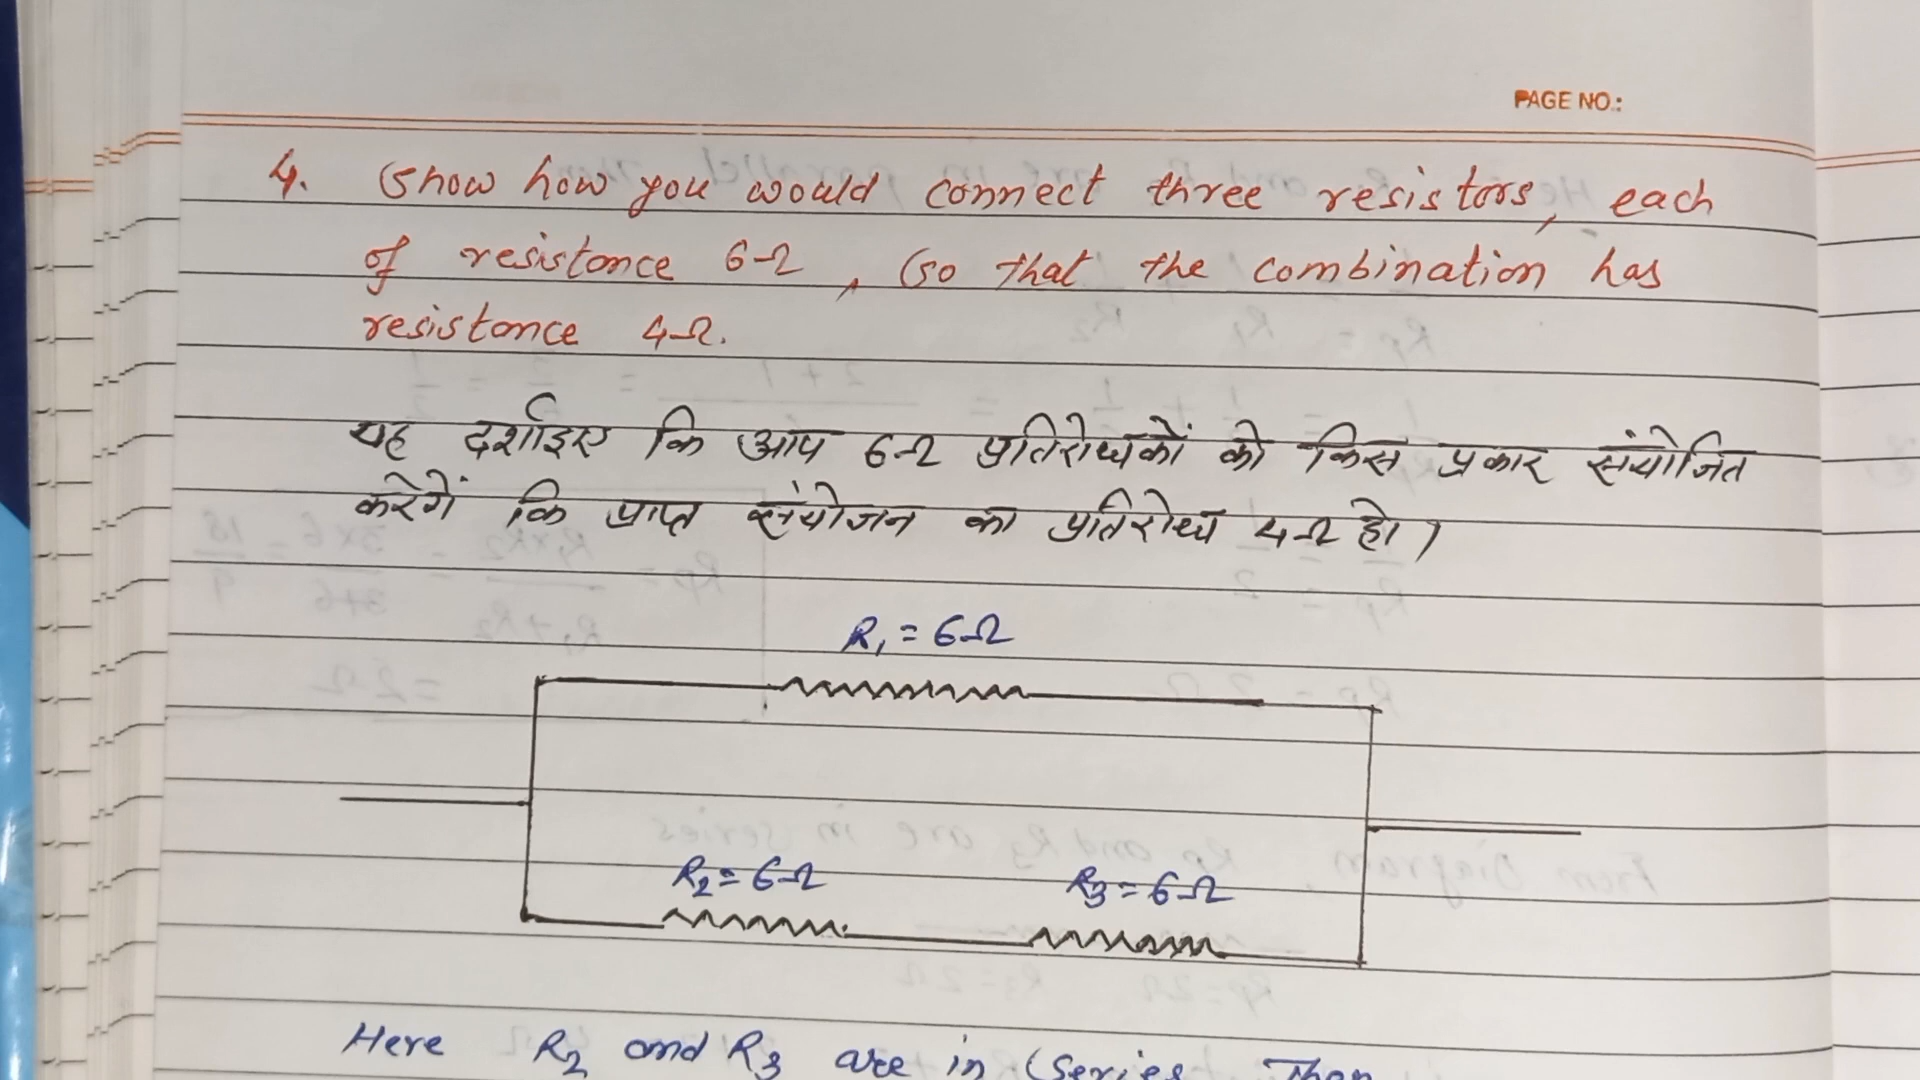 PAGE NO.:
4. Show how you would connect three resistors, each
of resistance 6Ω, so that the combination has
resistance 4Ω.
यह दर्शाइए कि आप 6Ω प्रतिरोधकों को किस प्रकार संयोजित
करेगें कि प्राप्त संयोजन का प्रतिरोध 4Ω हो।
R₁ = 6Ω
R₂ = 6Ω R₃ = 6Ω
Here R₂ and R₃ are in Series Then